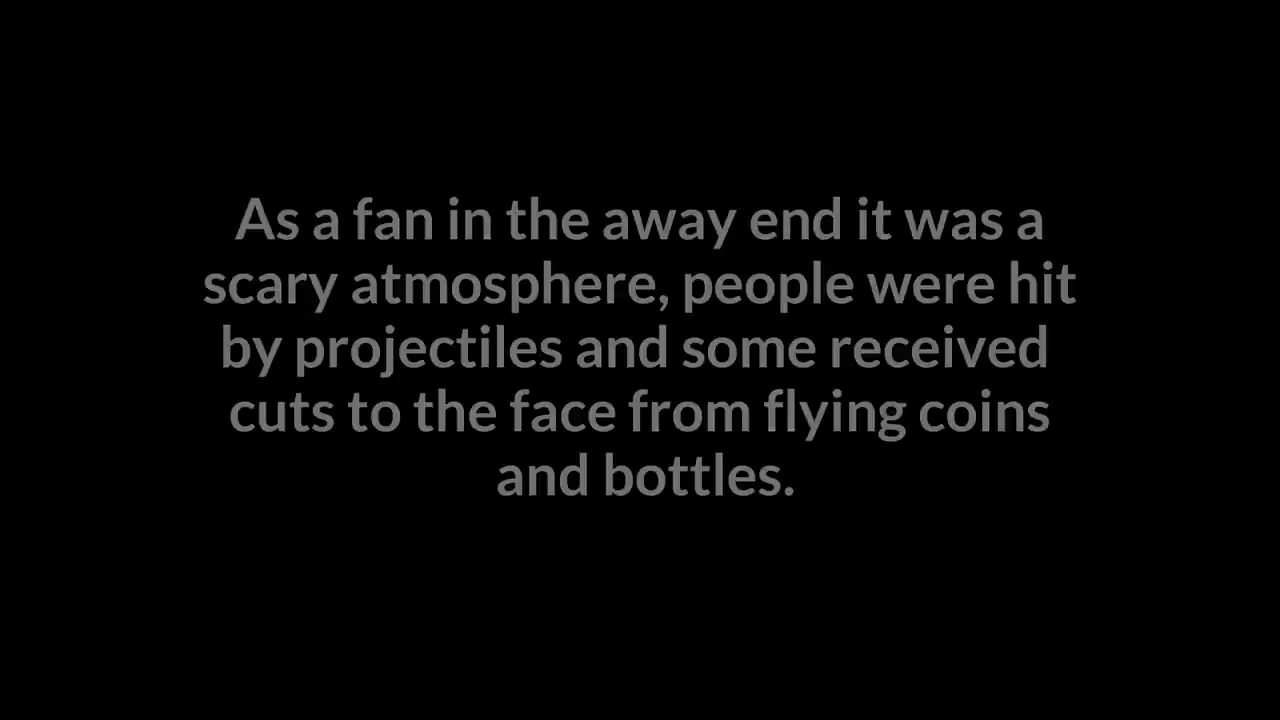 As a fan in the away end it was a
scary atmosphere, people were hit
by projectiles and some received
cuts to the face from flying coins
and bottles.